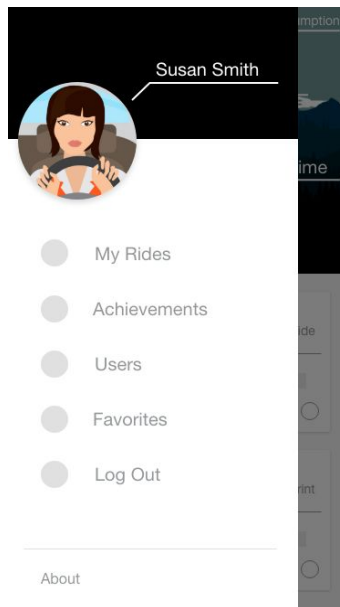 Susan Smith
My Rides
Achievements
Users
Favorites
Log Out
About